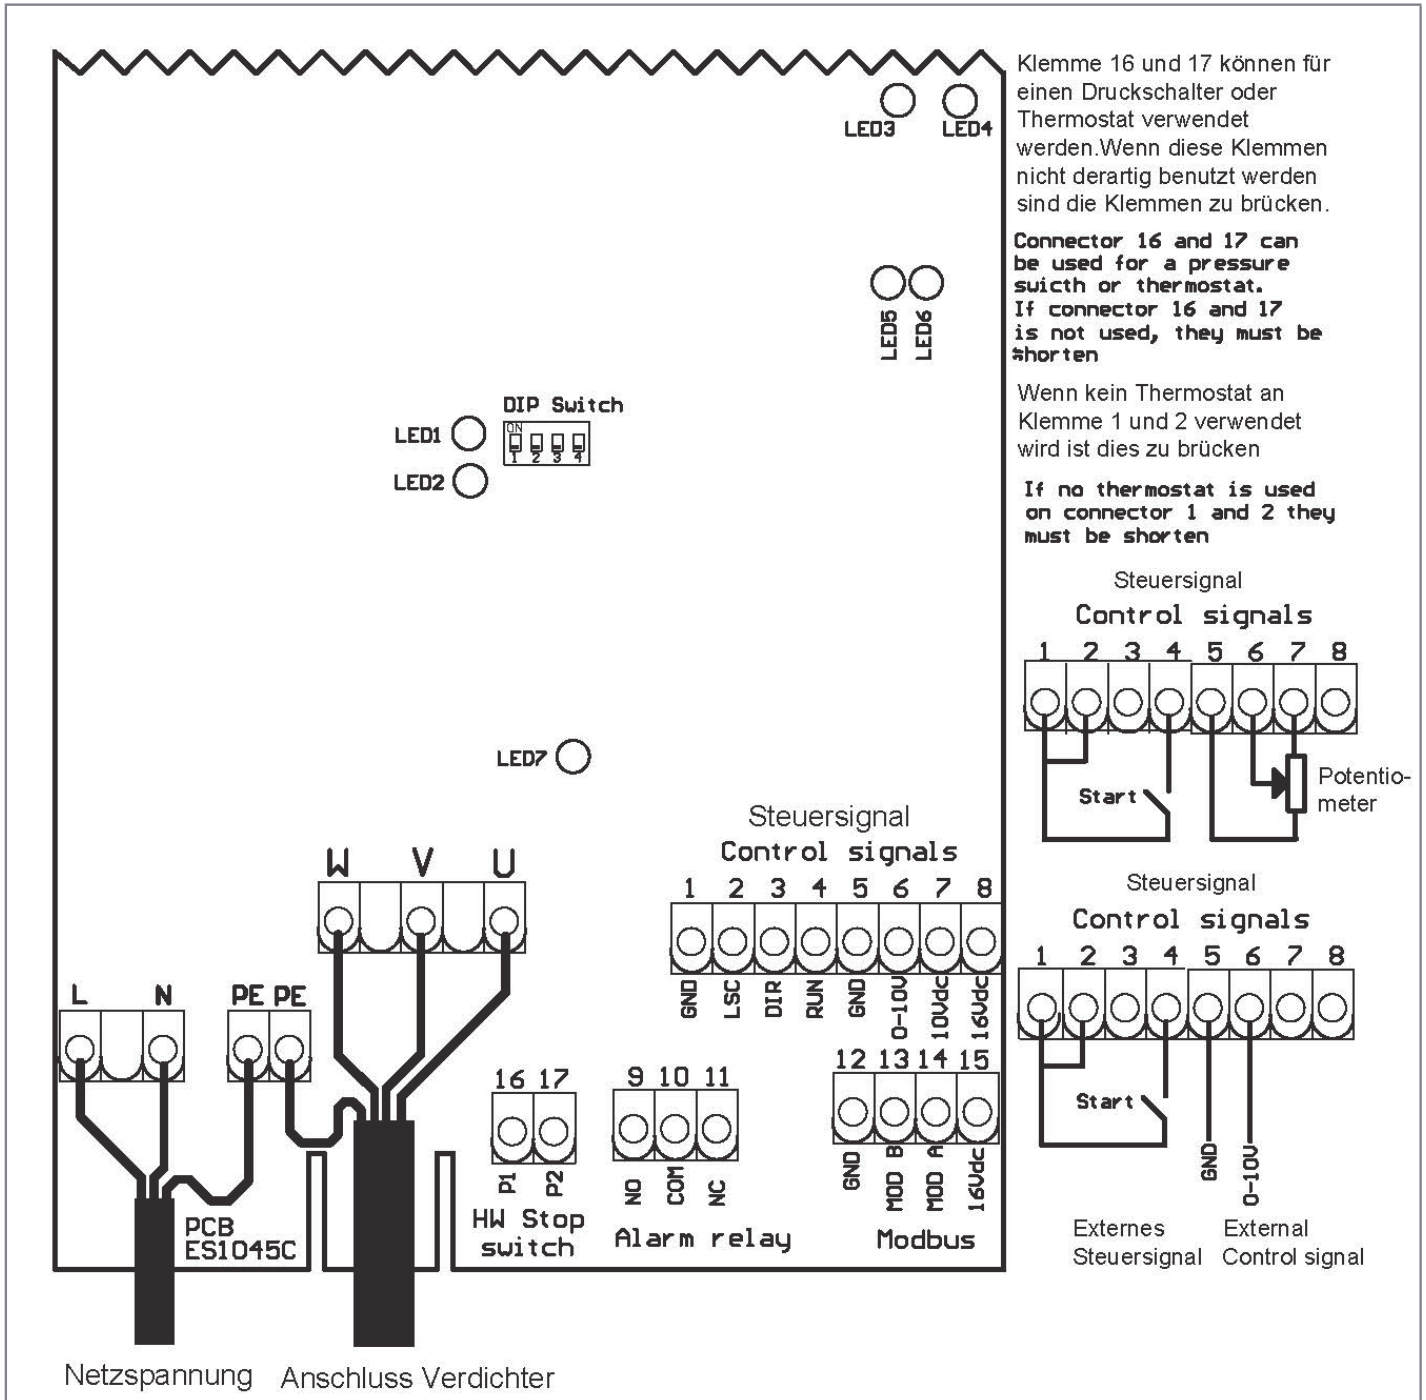 LED3 LED4
Klemme 16 und 17 können für
einen Druckschalter oder
Thermostat verwendet
werden.Wenn diese Klemmen
nicht derartig benutzt werden
sind die Klemmen zu brücken.
Connector 16 and 17 can
be used for a pressure
suicth or thermostat.
If connector 16 and 17
is not used, they must be
shorten
Wenn kein Thermostat an
Klemme 1 und 2 verwendet
wird ist dies zu brücken
If no thermostat is used
on connector 1 and 2 they
must be shorten
LED5 LED6
DIP Switch
ON
1 2 3 4
LED1
LED2
LED7
Steuersignal
Control signals
1 2 3 4 5 6 7 8
Start
Potentio-
meter
Steuersignal
Control signals
1 2 3 4 5 6 7 8
GND LSC DIR RUN GND 0-10V 10Vdc 16Vdc
Steuersignal
Control signals
1 2 3 4 5 6 7 8
Start
GND 0-10V
Externes
Steuersignal
External
Control signal
W V U
L N PE PE
16 17
P1 P2
HW Stop
switch
9 10 11
NO COM NC
Alarm relay
12 13 14 15
GND MOD B MOD A 16Vdc
Modbus
PCB
ES1045C
Netzspannung Anschluss Verdichter